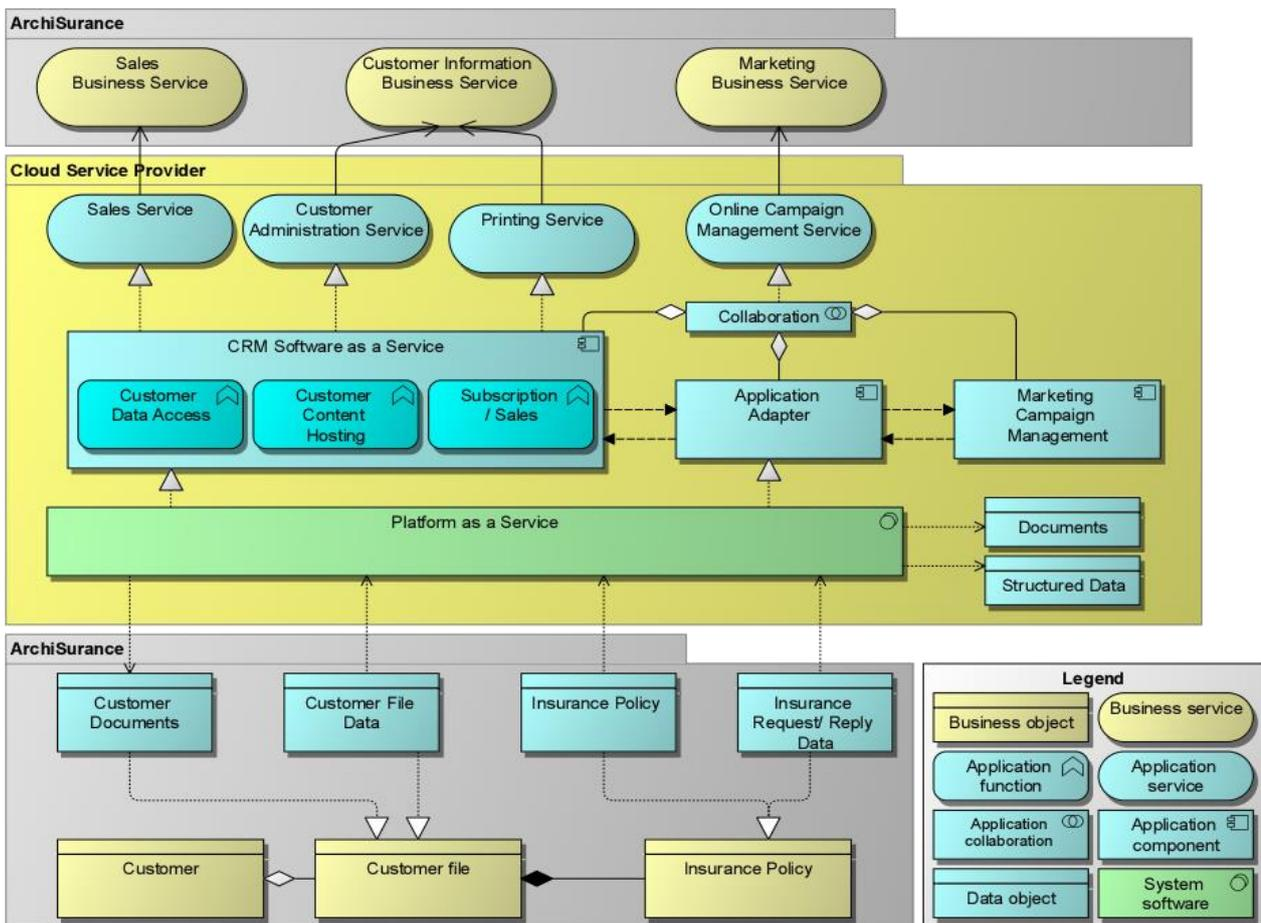 ArchiSurance
Sales
Business Service
Customer Information
Business Service
Marketing
Business Service
Cloud Service Provider
Sales Service
Customer
Administration Service
Printing Service
Online Campaign
Management Service
Collaboration
CRM Software as a Service
Customer
Data Access
Customer
Content
Hosting
Subscription
/ Sales
Application
Adapter
Marketing
Campaign
Management
Platform as a Service
Documents
Structured Data
ArchiSurance
Customer
Documents
Customer File
Data
Insurance Policy
Insurance
Request/ Reply
Data
Customer
Customer file
Insurance Policy
Legend
Business object
Business service
Application
function
Application
service
Application
collaboration
Application
component
Data object
System
software